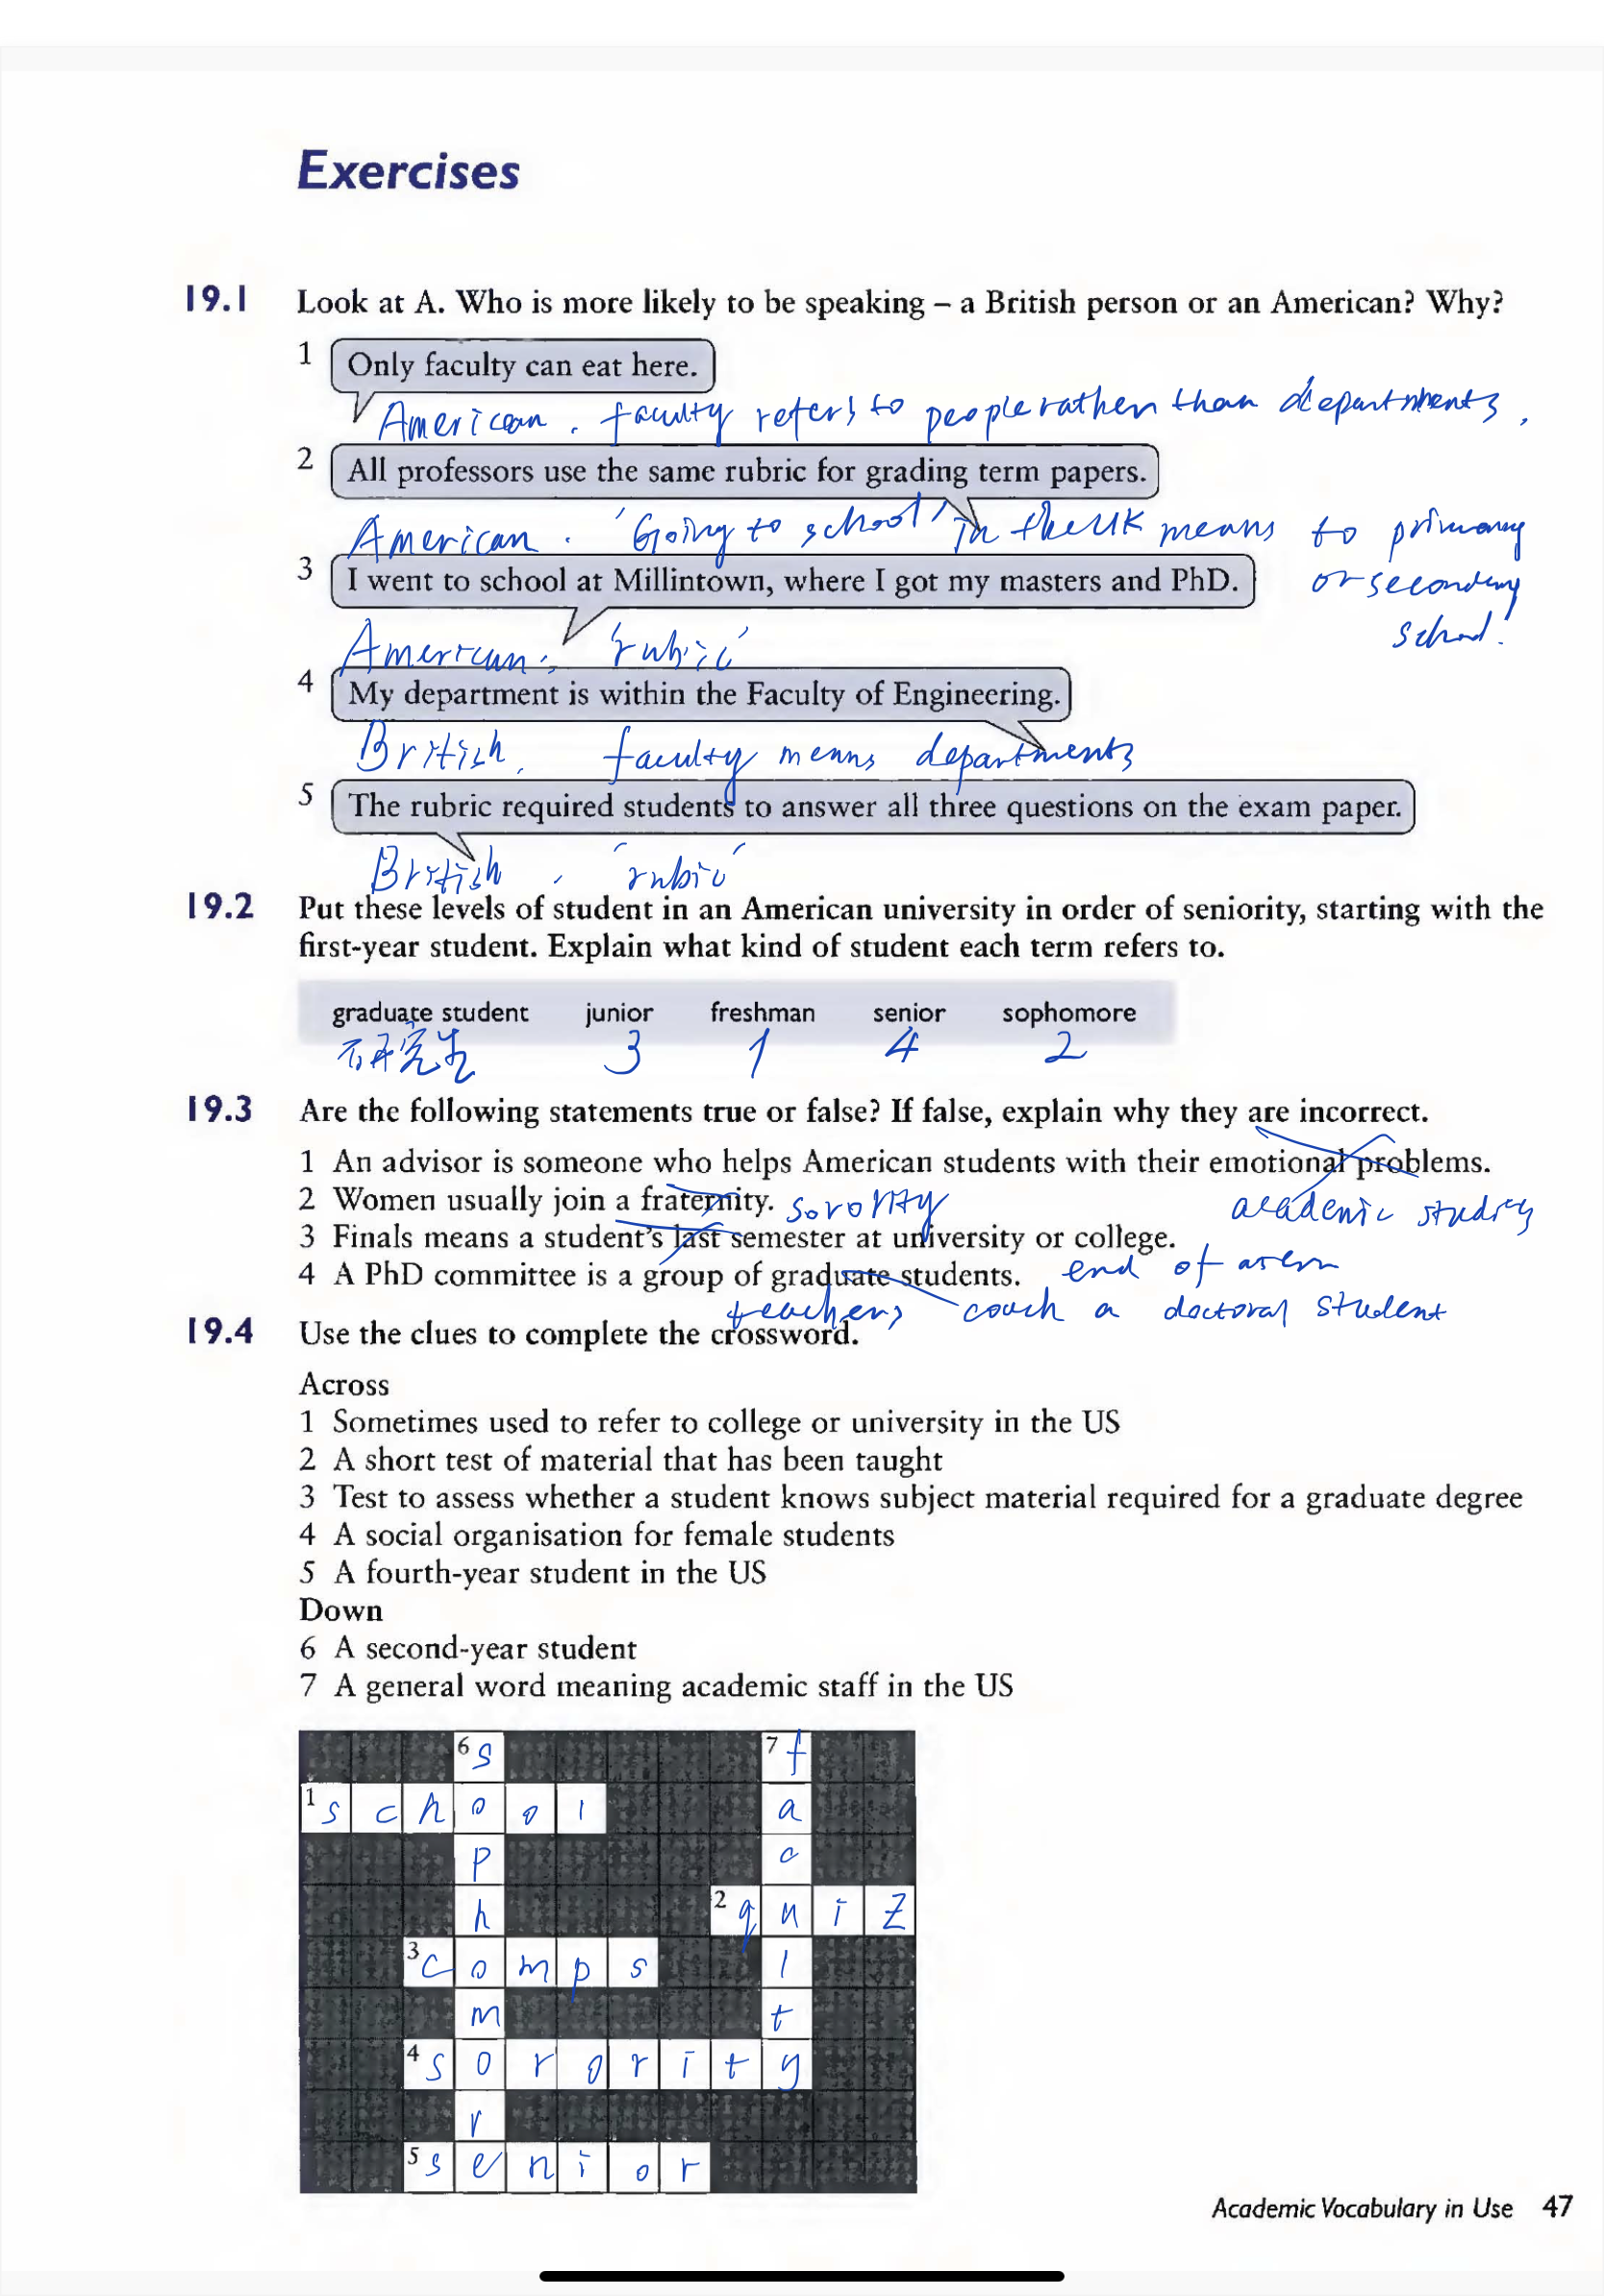 Exercises
19.1 Look at A. Who is more likely to be speaking – a British person or an American? Why?
1 Only faculty can eat here.
American. faculty refers to people rather than departments.
2 All professors use the same rubric for grading term papers.
American. 'Going to school' in the UK means to primary
3 I went to school at Millintown, where I got my masters and PhD.
or secondary
school.
American, 'rubric'
4 My department is within the Faculty of Engineering.
British, faculty means departments
5 The rubric required students to answer all three questions on the exam paper.
British, 'rubric'
19.2 Put these levels of student in an American university in order of seniority, starting with the
first-year student. Explain what kind of student each term refers to.
graduate student junior freshman senior sophomore
研究生 3 1 4 2
19.3 Are the following statements true or false? If false, explain why they are incorrect.
1 An advisor is someone who helps American students with their emotional problems.
2 Women usually join a fraternity. sorority academic studies
3 Finals means a student's last semester at university or college.
4 A PhD committee is a group of graduate students. end of a
teachers coach a doctoral student
19.4 Use the clues to complete the crossword.
Across
1 Sometimes used to refer to college or university in the US
2 A short test of material that has been taught
3 Test to assess whether a student knows subject material required for a graduate degree
4 A social organisation for female students
5 A fourth-year student in the US
Down
6 A second-year student
7 A general word meaning academic staff in the US
6 s 7 f
1 s c h o o l a
p c
h 2 q u i z
3 c o m p s l
m t
4 s o r o r i t y
r
5 s e n i o r
Academic Vocabulary in Use 47